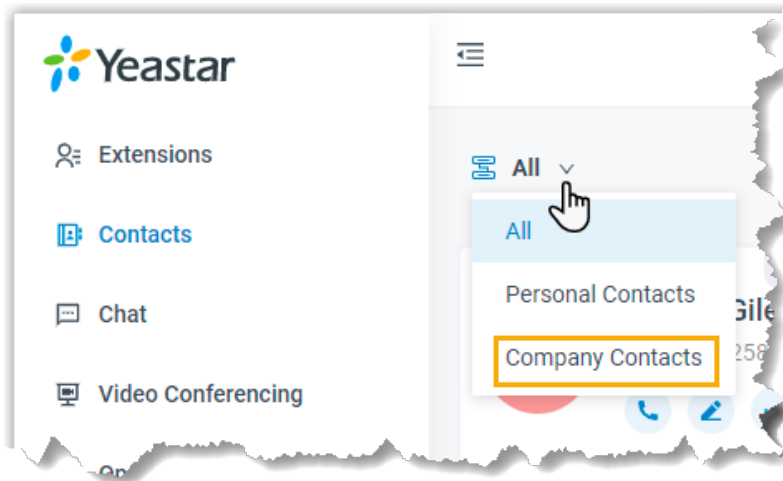 Yeastar
Extensions
All
Contacts
All
Chat
Personal Contacts
Company Contacts
Video Conferencing